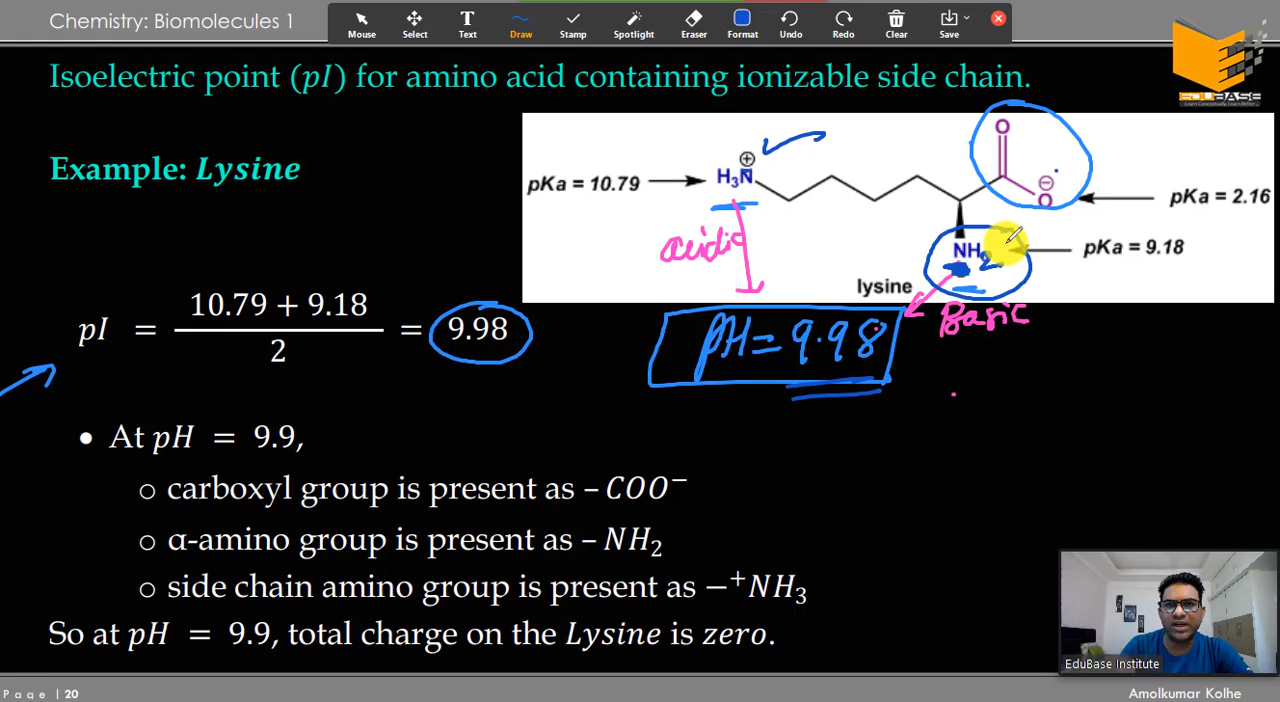 Chemistry: Biomolecules 1
Mouse Select Text Draw Stamp Spotlight Eraser Format Undo Redo Clear Save
EDUBASE
Isoelectric point (pI) for amino acid containing ionizable side chain.
Example: Lysine
O
pKa = 10.79 H₃N ⊕
O ⊖ pKa = 2.16
NH2 pKa = 9.18
lysine
acidic
Basic
pI = (10.79 + 9.18) / 2 = 9.98
pH = 9.98
• At pH = 9.9,
o carboxyl group is present as –COO⁻
o α-amino group is present as –NH₂
o side chain amino group is present as −⁺NH₃
So at pH = 9.9, total charge on the Lysine is zero.
EduBase Institute
Page | 20
Amolkumar Kolhe